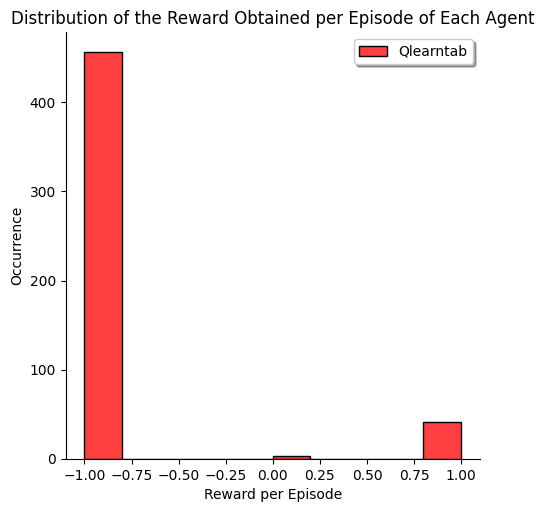 Distribution of the Reward Obtained per Episode of Each Agent
Qlearntab
400
300
200
100
0
Occurrence
−1.00 −0.75 −0.50 −0.25 0.00 0.25 0.50 0.75 1.00
Reward per Episode